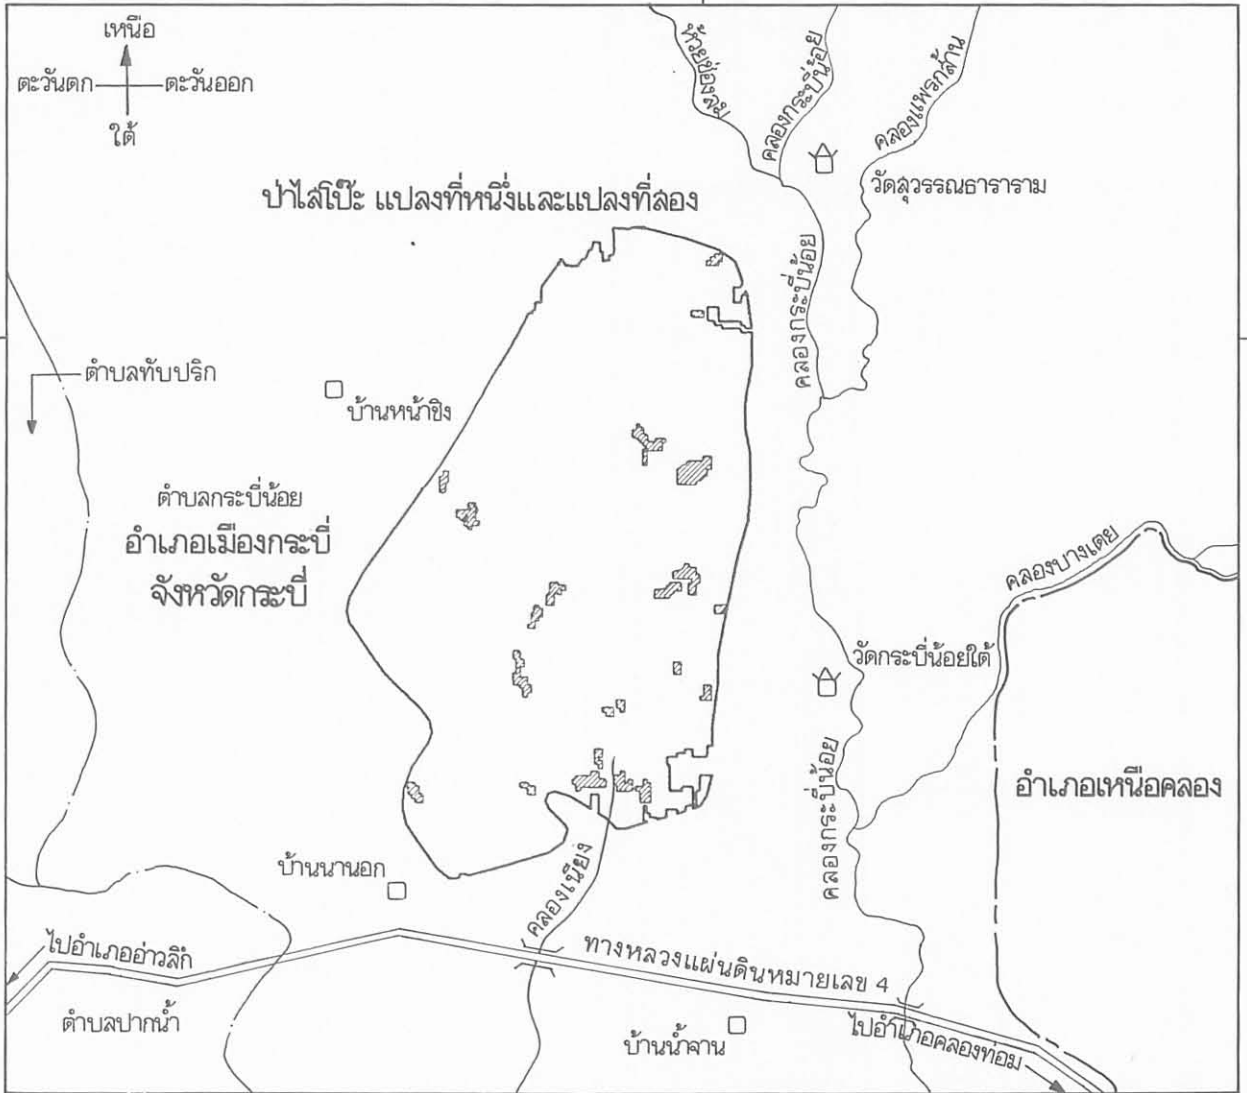 เหนือ
ตะวันตก
ตะวันออก
ใต้
ห้วยช่องลม
คลองกระบี่น้อย
คลองแพรกส้าน
วัดสุวรรณธาราราม
ป่าไสโป๊ะ แปลงที่หนึ่งและแปลงที่สอง
คลองกระบี่น้อย
ตำบลทับปริก
บ้านหน้าชิง
ตำบลกระบี่น้อย
อำเภอเมืองกระบี่
จังหวัดกระบี่
คลองบางเตย
วัดกระบี่น้อยใต้
อำเภอเหนือคลอง
คลองกระบี่น้อย
บ้านนานอก
คลองเนียง
ไปอำเภออ่าวลึก
ทางหลวงแผ่นดินหมายเลข 4
ตำบลปากน้ำ
บ้านน้ำจาน
ไปอำเภอคลองท่อม